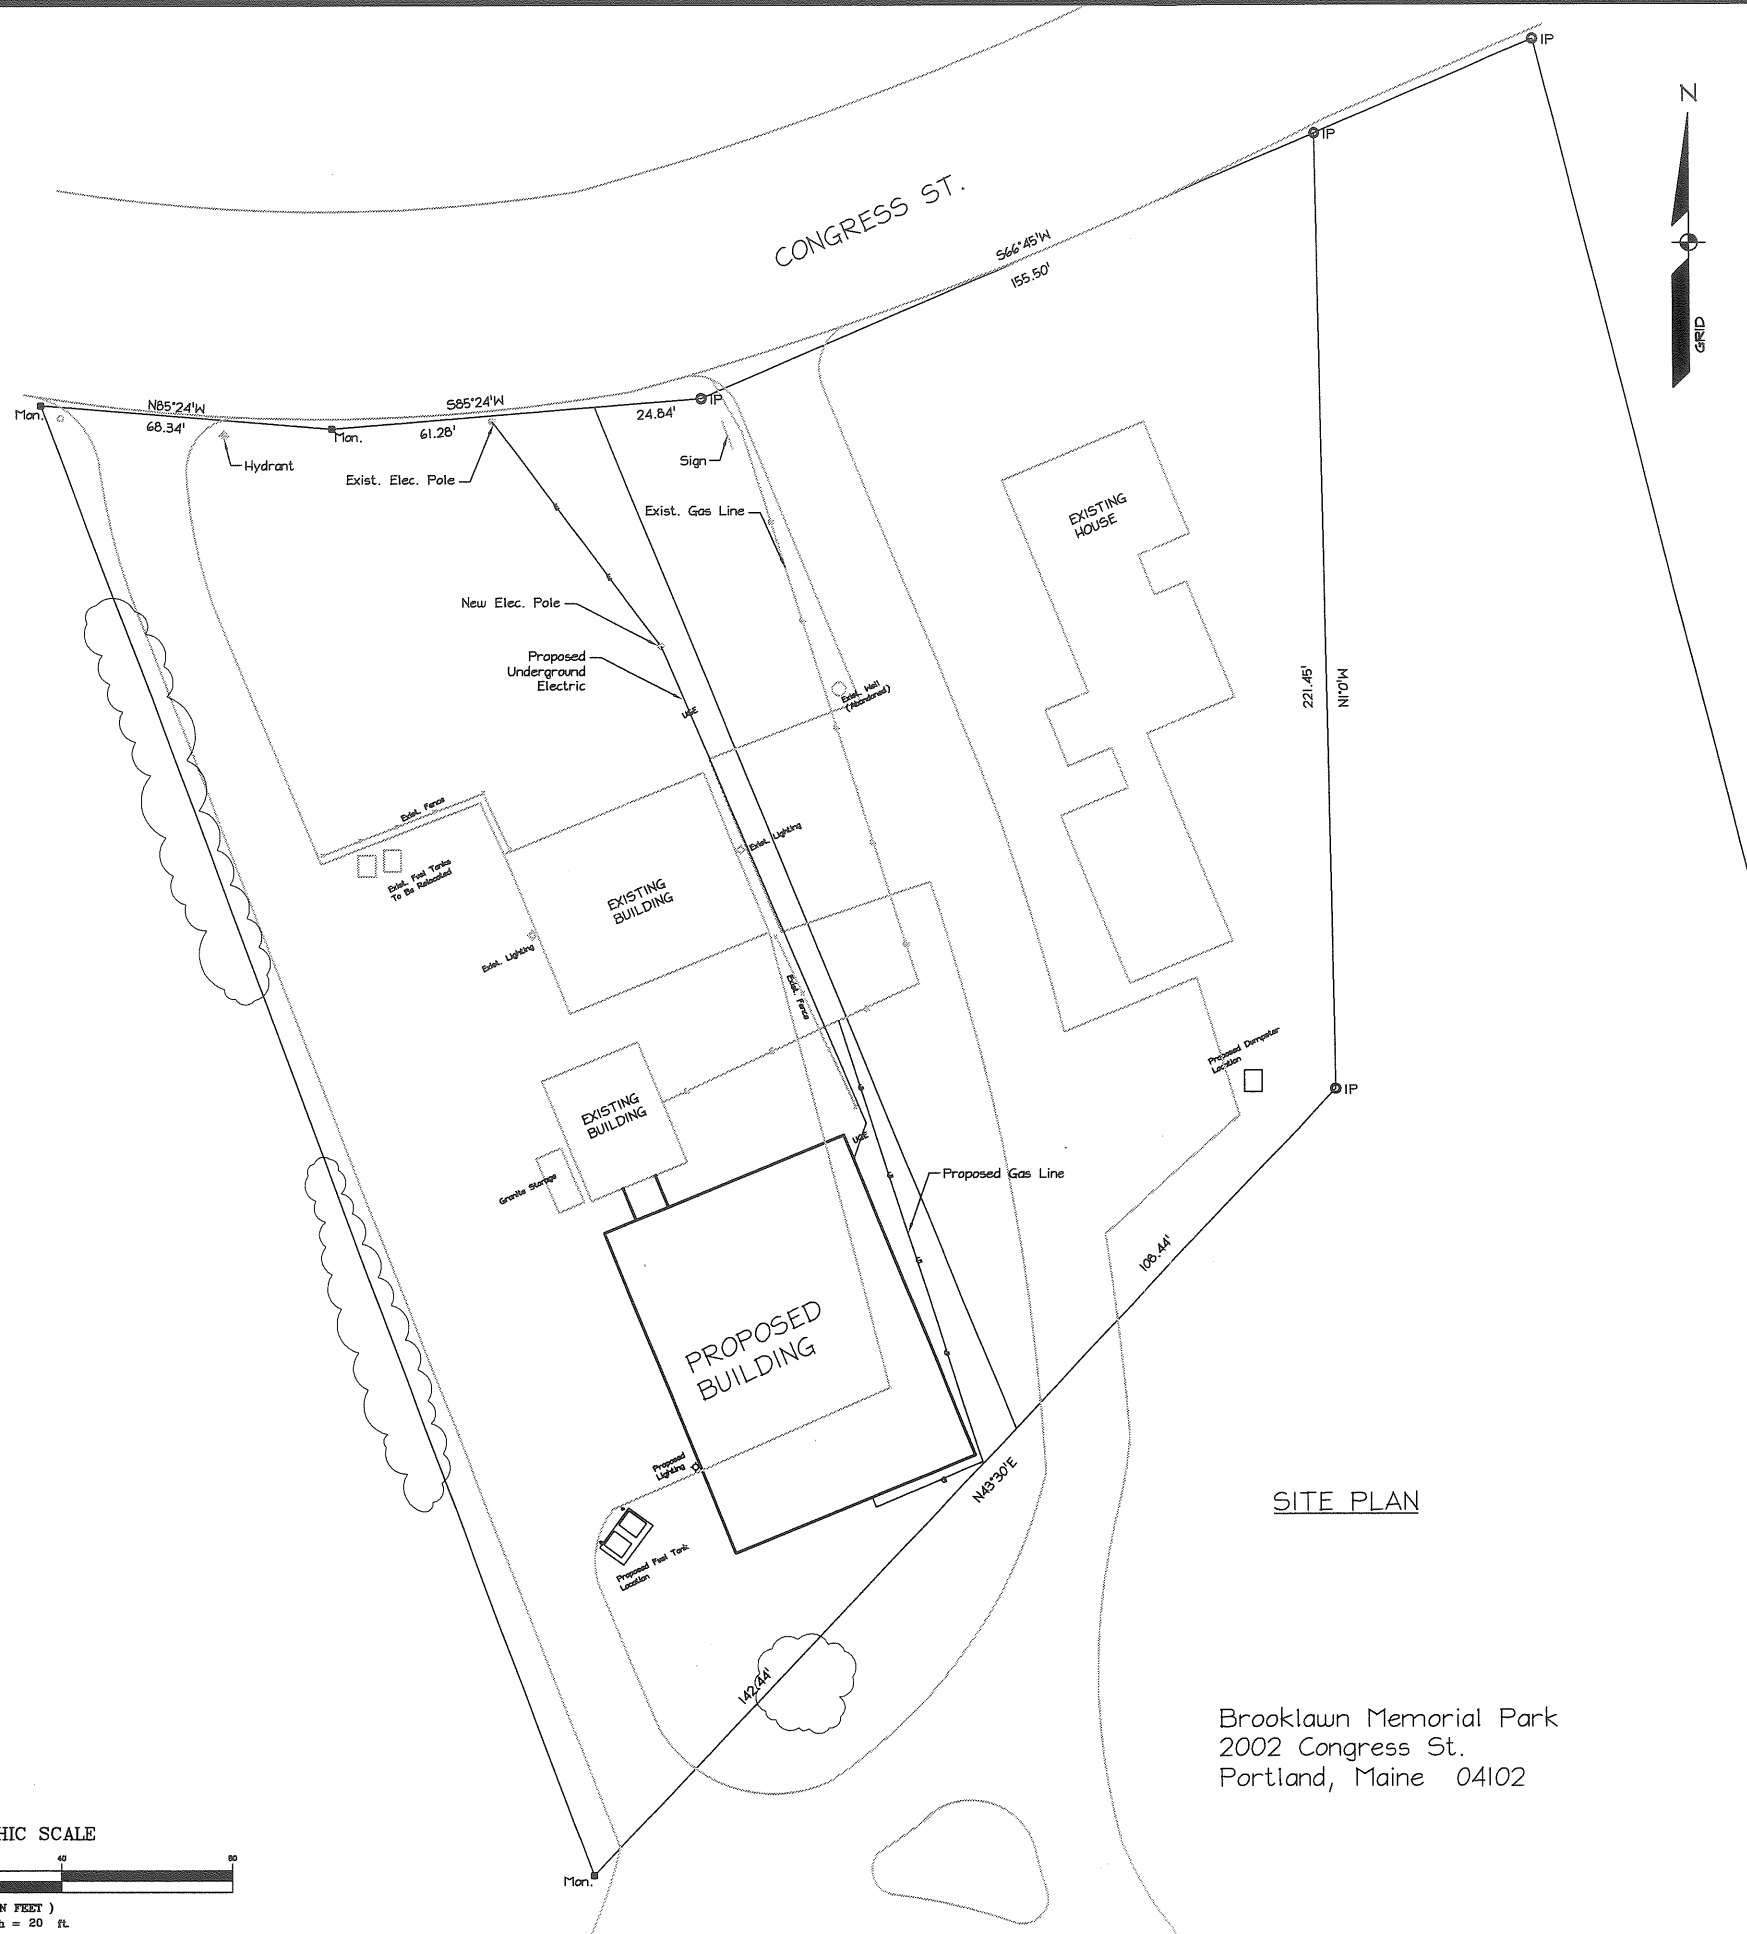 IP
N
IP
CONGRESS ST.
S66°45'W
155.50'
GRID
Mon.
N85°24'W
68.34'
Mon.
S85°24'W
61.28'
24.84'
IP
Hydrant
Exist. Elec. Pole
Sign
Exist. Gas Line
EXISTING
HOUSE
New Elec. Pole
Proposed
Underground
Electric
UGE
Exist. Well
(Abandoned)
221.45'
N1°0'W
Exist. Fence
Exist. Fuel Tanks
To Be Relocated
Exist. Lighting
EXISTING
BUILDING
Exist. Lighting
Exist. Fence
Proposed Dumpster
Location
IP
EXISTING
BUILDING
UGE
Granite Storage
Proposed Gas Line
G
G
G
G
G
108.44'
PROPOSED
BUILDING
Proposed
Lighting
N43°30'E
SITE PLAN
Proposed Fuel Tank
Location
142.44'
Brooklawn Memorial Park
2002 Congress St.
Portland, Maine 04102
HIC SCALE
40
80
N FEET )
h = 20 ft.
Mon.